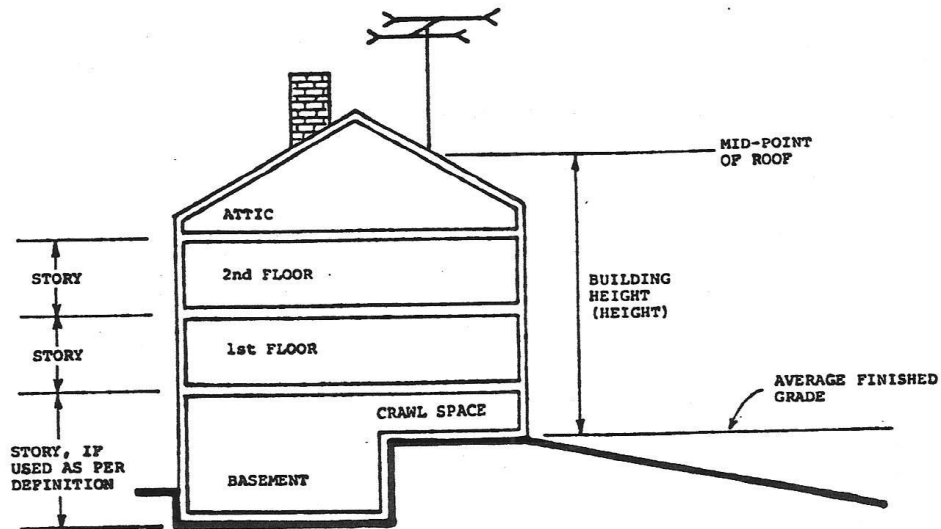 MID-POINT
OF ROOF
ATTIC
STORY
2nd FLOOR
BUILDING
HEIGHT
(HEIGHT)
STORY
1st FLOOR
AVERAGE FINISHED
GRADE
CRAWL SPACE
STORY, IF
USED AS PER
DEFINITION
BASEMENT